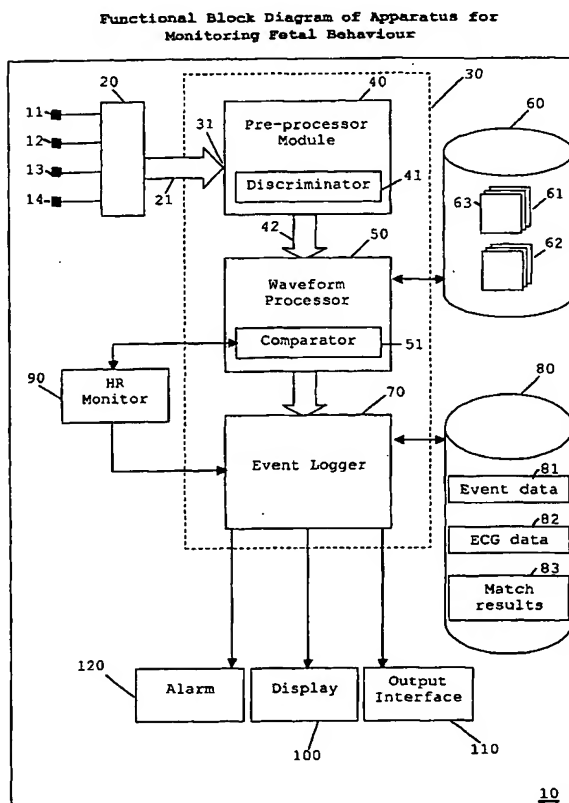 Functional Block Diagram of Apparatus for
Monitoring Fetal Behaviour
20
40
30
60
11
12
13
14
31
Pre-processor
Module
Discriminator
41
21
42
50
63
61
62
Waveform
Processor
Comparator
51
90
HR
Monitor
70
80
Event Logger
81
Event data
82
ECG data
83
Match
results
120
Alarm
Display
Output
Interface
100
110
10